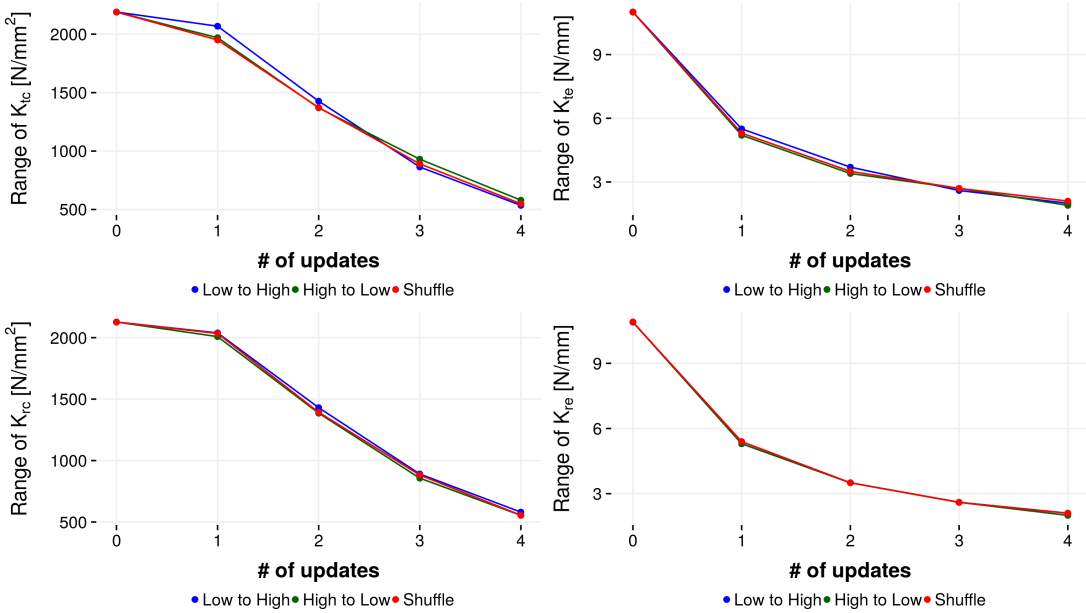 Range of K_tc [N/mm²]
2000
1500
1000
500
0 1 2 3 4
# of updates
Low to High High to Low Shuffle
Range of K_te [N/mm]
9
6
3
0 1 2 3 4
# of updates
Low to High High to Low Shuffle
Range of K_rc [N/mm²]
2000
1500
1000
500
0 1 2 3 4
# of updates
Low to High High to Low Shuffle
Range of K_re [N/mm]
9
6
3
0 1 2 3 4
# of updates
Low to High High to Low Shuffle